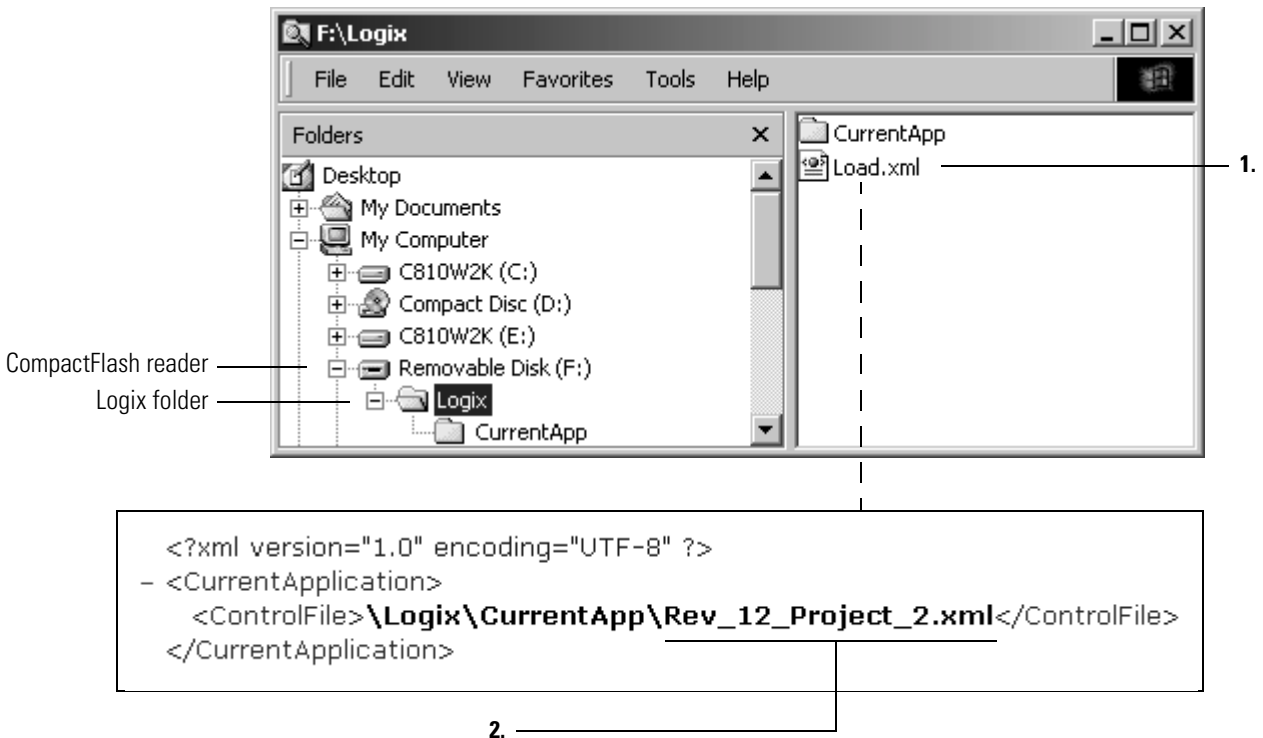 F:\Logix
File Edit View Favorites Tools Help
Folders
Desktop
My Documents
My Computer
C810W2K (C:)
Compact Disc (D:)
C810W2K (E:)
Removable Disk (F:)
Logix
CurrentApp
CurrentApp
Load.xml
1.
CompactFlash reader
Logix folder
<?xml version="1.0" encoding="UTF-8" ?>
– <CurrentApplication>
<ControlFile>\Logix\CurrentApp\Rev_12_Project_2.xml</ControlFile>
</CurrentApplication>
2.